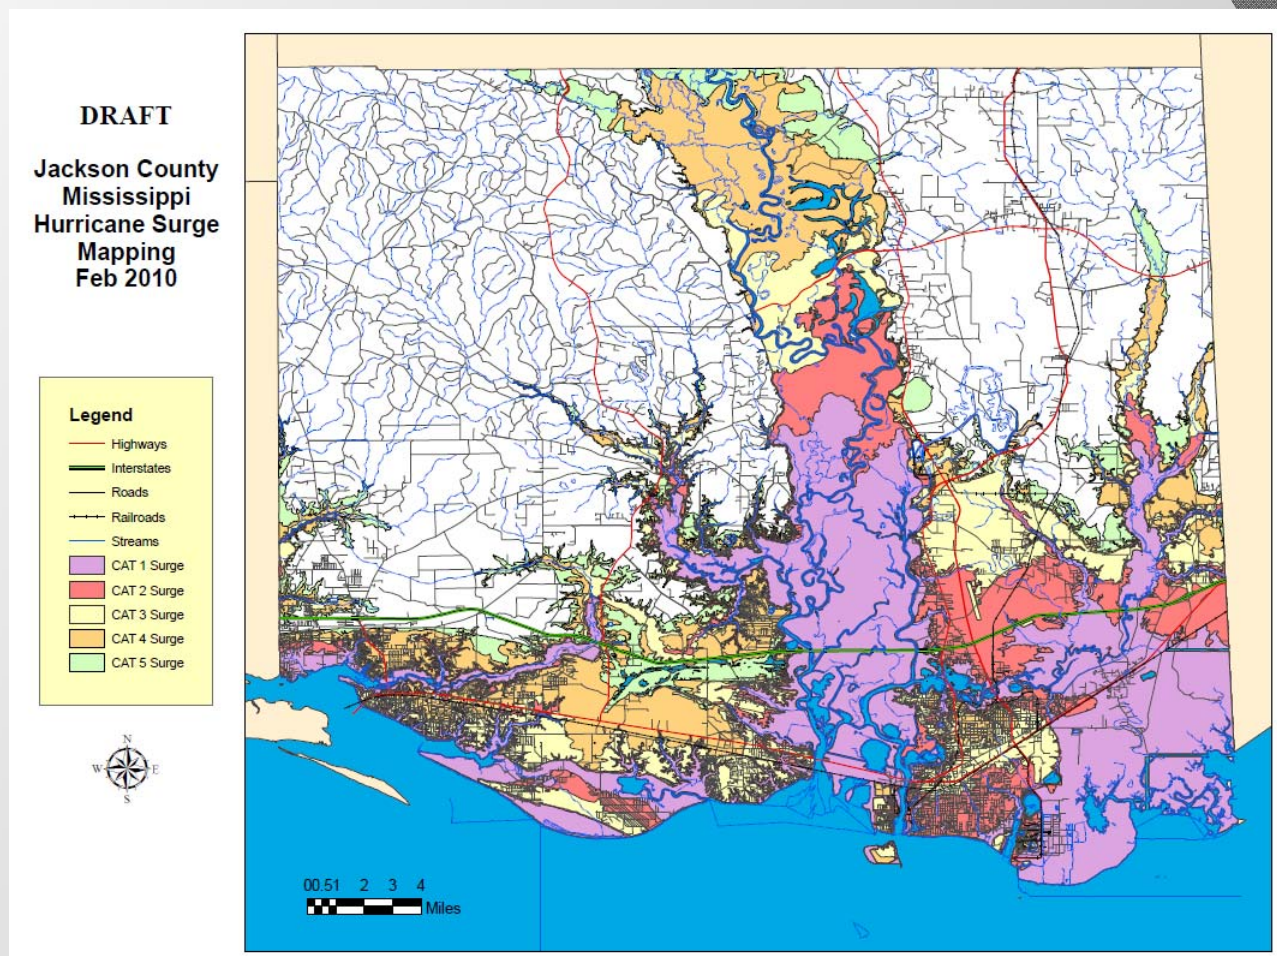 DRAFT
Jackson County
Mississippi
Hurricane Surge
Mapping
Feb 2010
Legend
Highways
Interstates
Roads
Railroads
Streams
CAT 1 Surge
CAT 2 Surge
CAT 3 Surge
CAT 4 Surge
CAT 5 Surge
N
W E
S
00.51 2 3 4
Miles